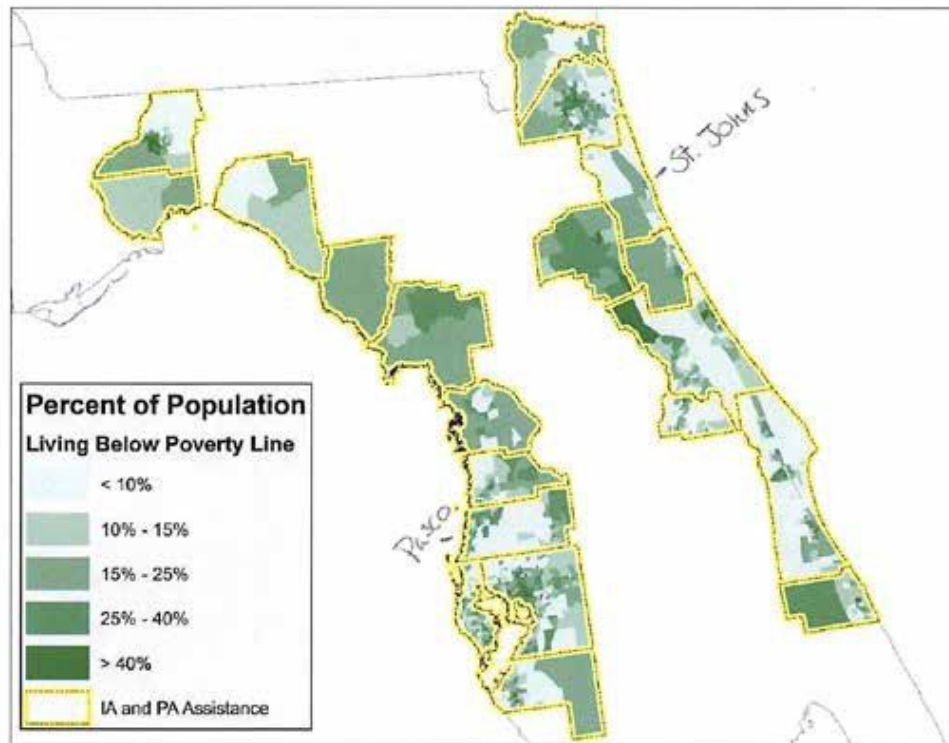 St. Johns
Pasco
Percent of Population
Living Below Poverty Line
< 10%
10% - 15%
15% - 25%
25% - 40%
> 40%
IA and PA Assistance